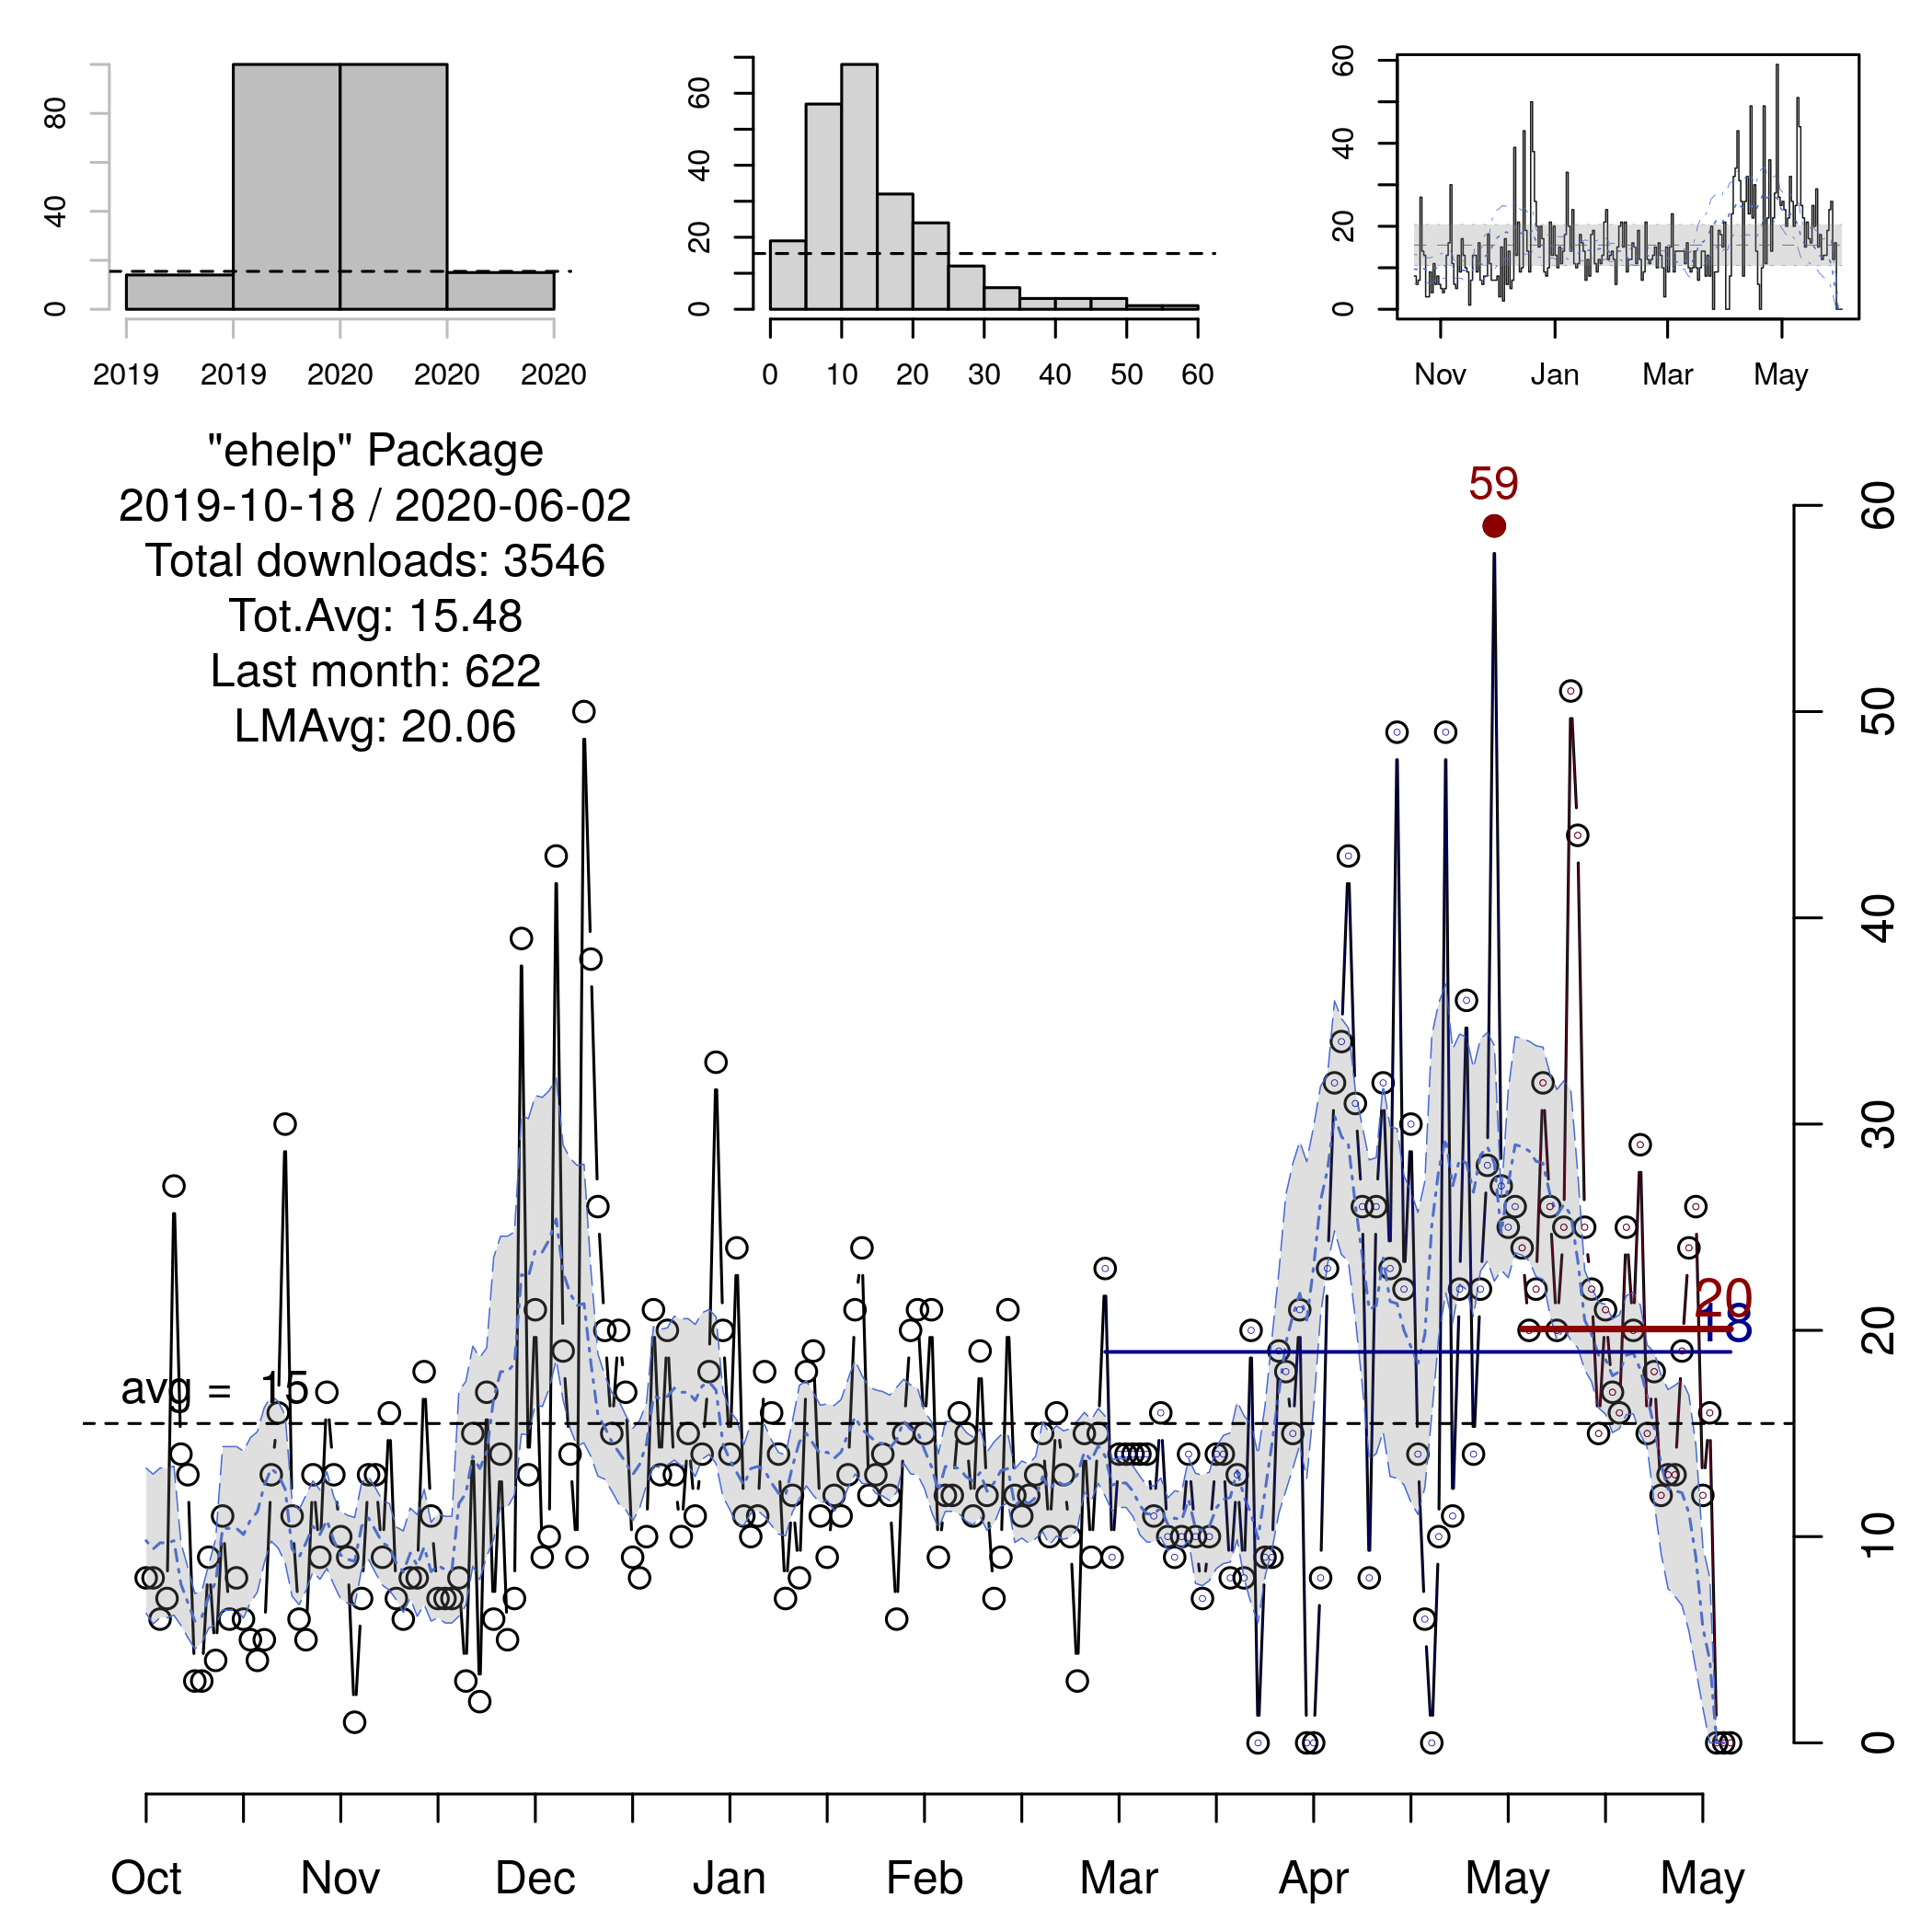 80
40
0
2019 2019 2020 2020 2020
60
40
20
0
0 10 20 30 40 50 60
60
40
20
0
Nov Jan Mar May
"ehelp" Package
2019-10-18 / 2020-06-02
Total downloads: 3546
Tot.Avg: 15.48
Last month: 622
LMAvg: 20.06
59
avg = 15
20
60
50
40
30
20
10
0
Oct Nov Dec Jan Feb Mar Apr May May